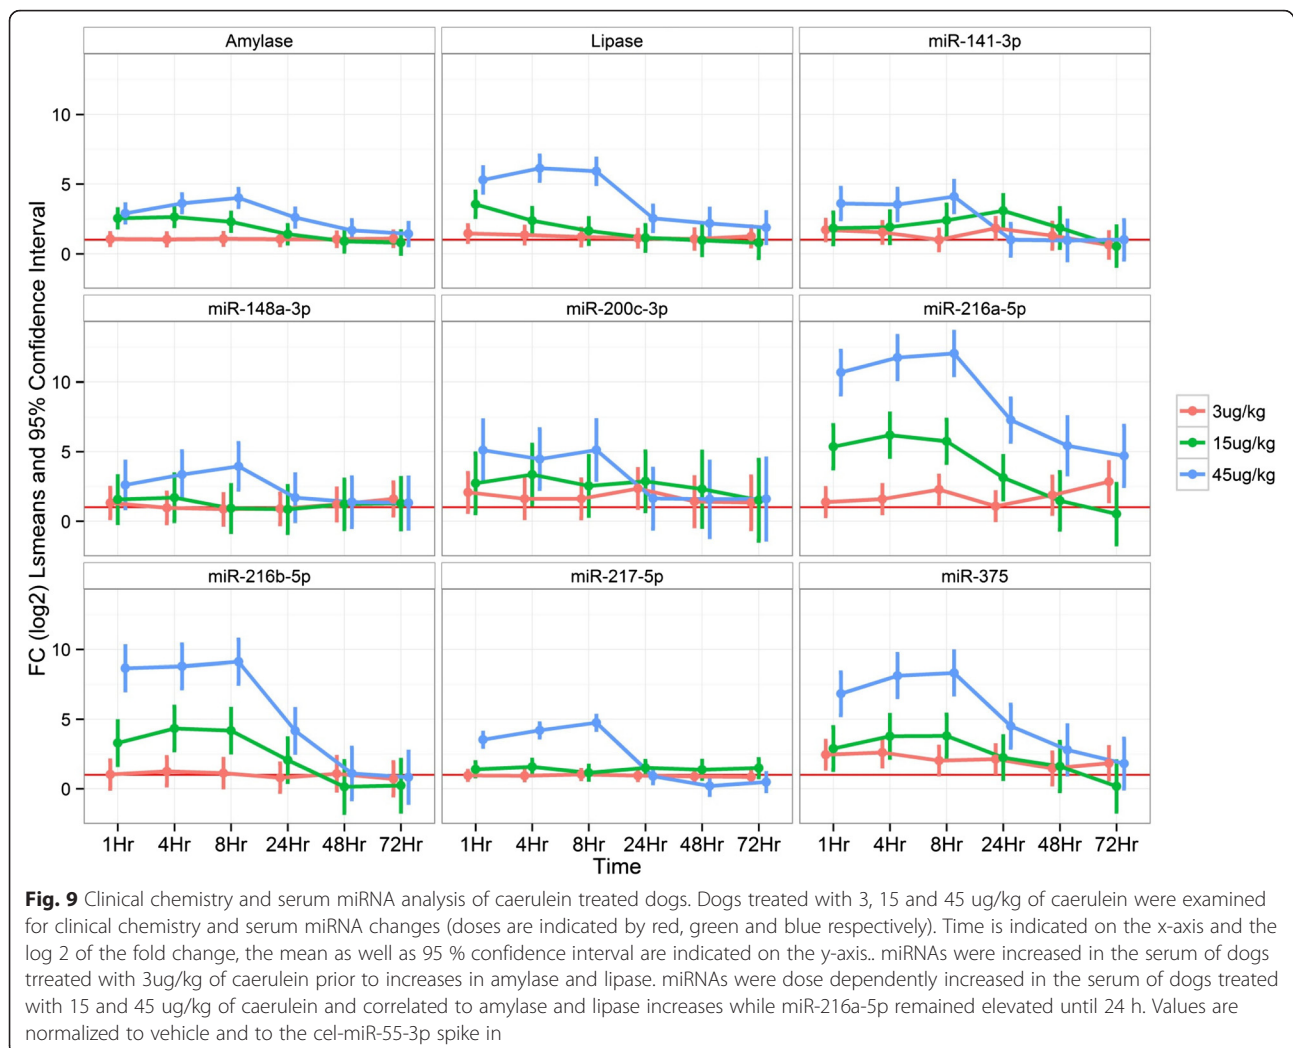 Amylase
Lipase
miR-141-3p
10
5
0
miR-148a-3p
miR-200c-3p
miR-216a-5p
10
5
0
miR-216b-5p
miR-217-5p
miR-375
10
5
0
FC (log2) Lsmeans and 95% Confidence Interval
1Hr 4Hr 8Hr 24Hr 48Hr 72Hr
1Hr 4Hr 8Hr 24Hr 48Hr 72Hr
1Hr 4Hr 8Hr 24Hr 48Hr 72Hr
Time
3ug/kg
15ug/kg
45ug/kg
Fig. 9 Clinical chemistry and serum miRNA analysis of caerulein treated dogs. Dogs treated with 3, 15 and 45 ug/kg of caerulein were examined
for clinical chemistry and serum miRNA changes (doses are indicated by red, green and blue respectively). Time is indicated on the x-axis and the
log 2 of the fold change, the mean as well as 95 % confidence interval are indicated on the y-axis.. miRNAs were increased in the serum of dogs
trreated with 3ug/kg of caerulein prior to increases in amylase and lipase. miRNAs were dose dependently increased in the serum of dogs treated
with 15 and 45 ug/kg of caerulein and correlated to amylase and lipase increases while miR-216a-5p remained elevated until 24 h. Values are
normalized to vehicle and to the cel-miR-55-3p spike in